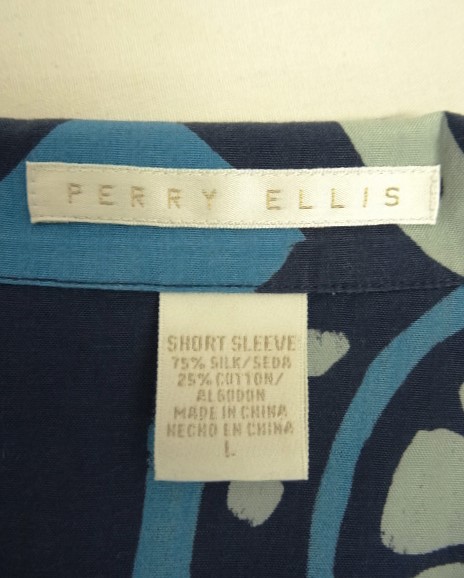 PERRY ELLIS
SHORT SLEEVE
75% SILK/SEDA
25% COTTON/
ALGODON
MADE IN CHINA
HECHO EN CHINA
L